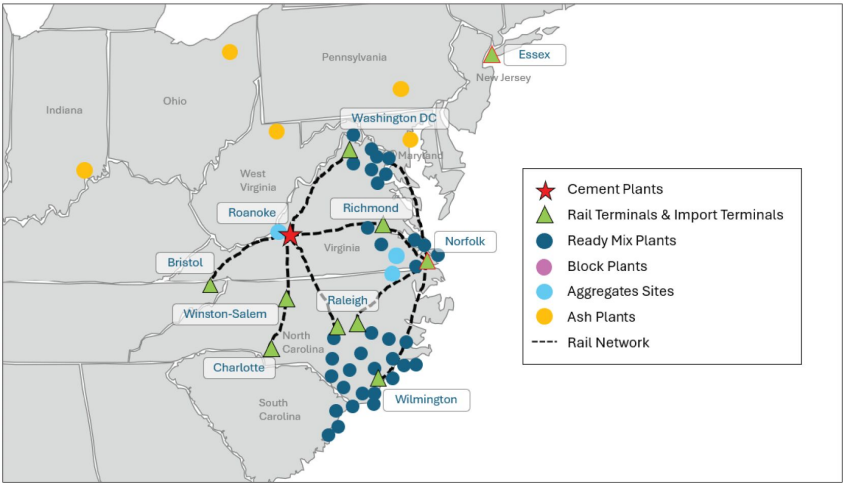 Essex
Pennsylvania
New Jersey
Indiana
Ohio
Washington DC
Maryland
West
Virginia
Roanoke
Richmond
Virginia
Norfolk
Bristol
Winston-Salem
Raleigh
North
Carolina
Charlotte
South
Carolina
Wilmington
Cement Plants
Rail Terminals & Import Terminals
Ready Mix Plants
Block Plants
Aggregates Sites
Ash Plants
Rail Network